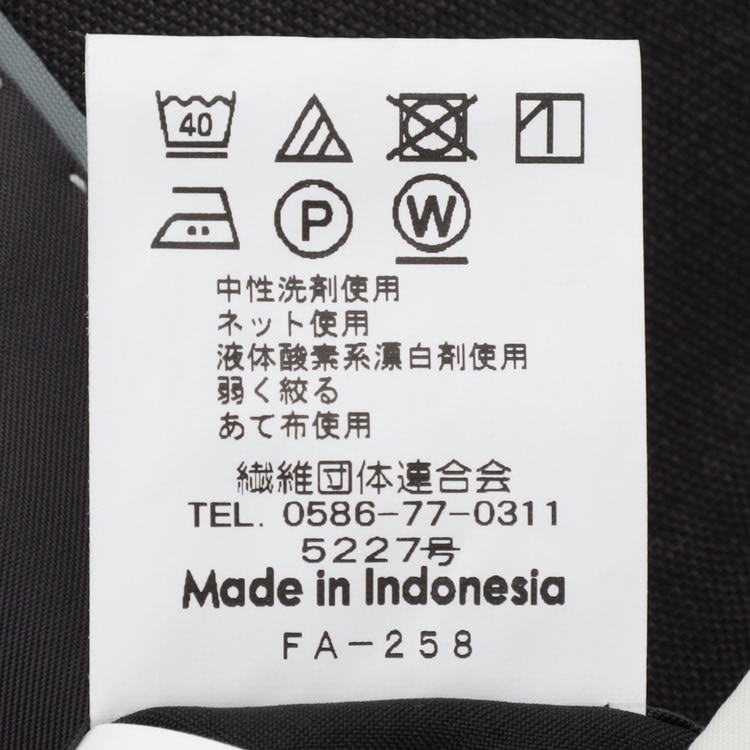 40
P W
中性洗剤使用
ネット使用
液体酸素系漂白剤使用
弱く絞る
あて布使用
繊維団体連合会
TEL. 0586-77-0311
5227号
Made in Indonesia
FA-258